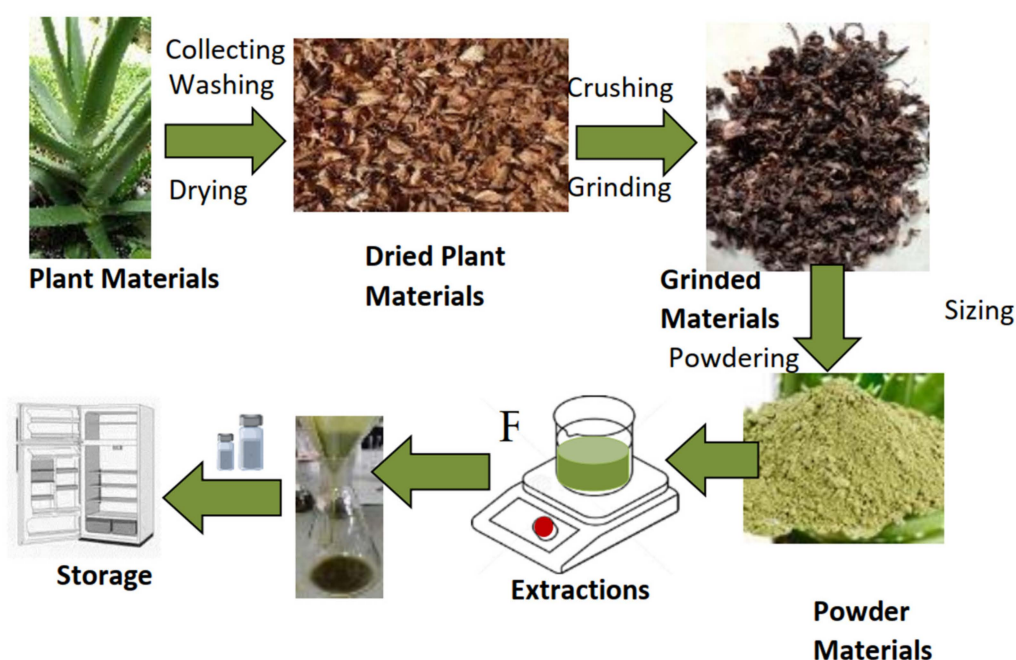 Collecting
Washing
Drying
Plant Materials
Dried Plant
Materials
Crushing
Grinding
Grinded
Materials
Powdering
Sizing
Powder
Materials
F
Extractions
Storage